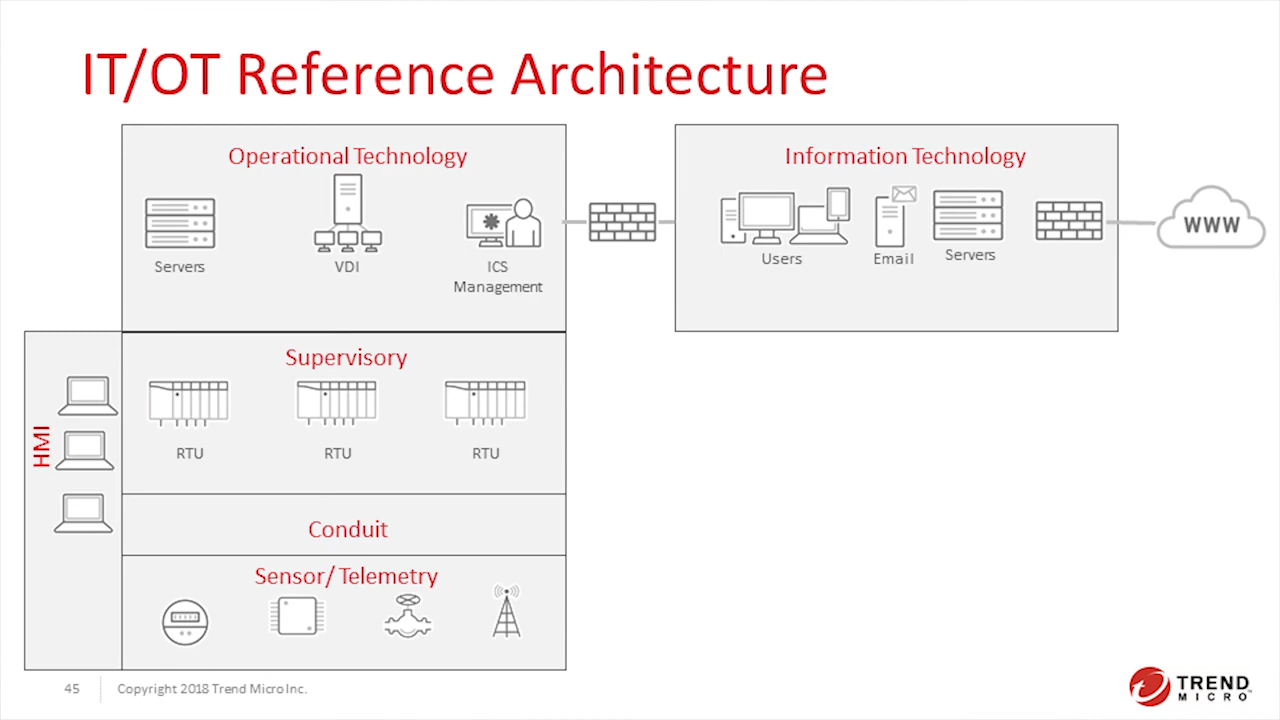 IT/OT Reference Architecture
Operational Technology
Servers
VDI
ICS
Management
Information Technology
Users
Email
Servers
WWW
HMI
Supervisory
RTU
RTU
RTU
Conduit
Sensor/ Telemetry
45
Copyright 2018 Trend Micro Inc.
TREND
MICRO™